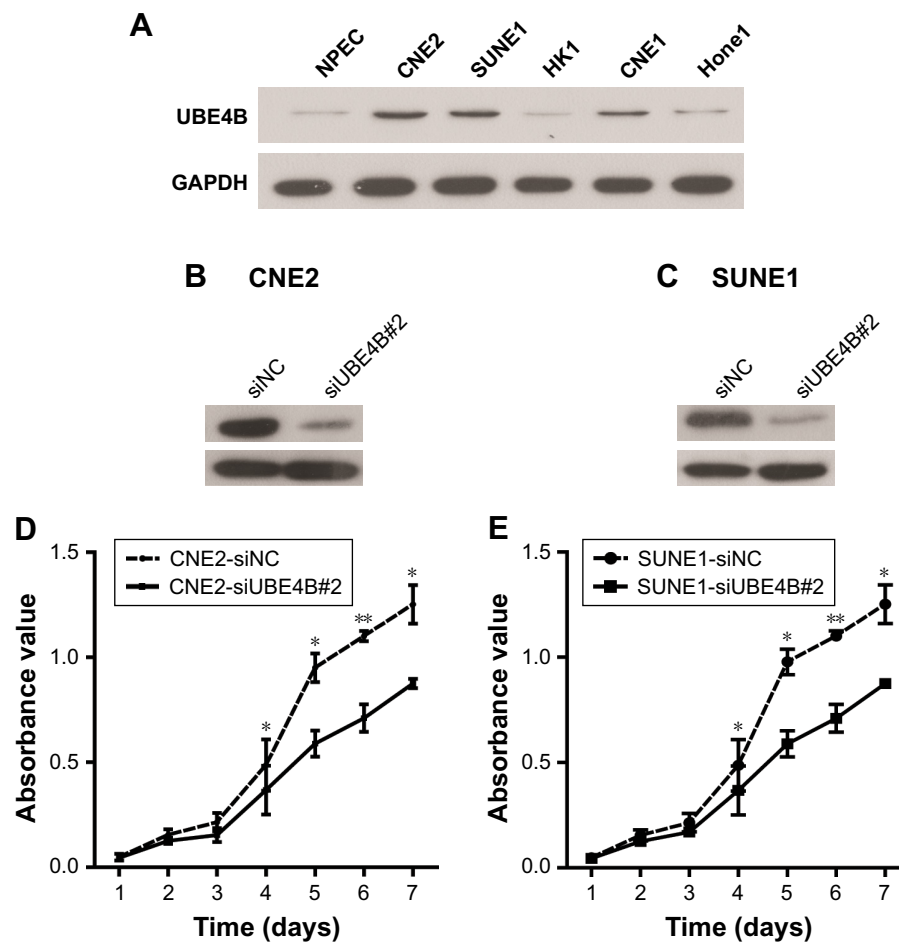 A
NPEC CNE2 SUNE1 HK1 CNE1 Hone1
UBE4B
GAPDH
B CNE2
siNC siUBE4B#2
C SUNE1
siNC siUBE4B#2
D
CNE2-siNC
CNE2-siUBE4B#2
Absorbance value
1.5
1.0
0.5
0.0
* ** * *
1 2 3 4 5 6 7
Time (days)
E
SUNE1-siNC
SUNE1-siUBE4B#2
Absorbance value
1.5
1.0
0.5
0.0
* ** * *
1 2 3 4 5 6 7
Time (days)